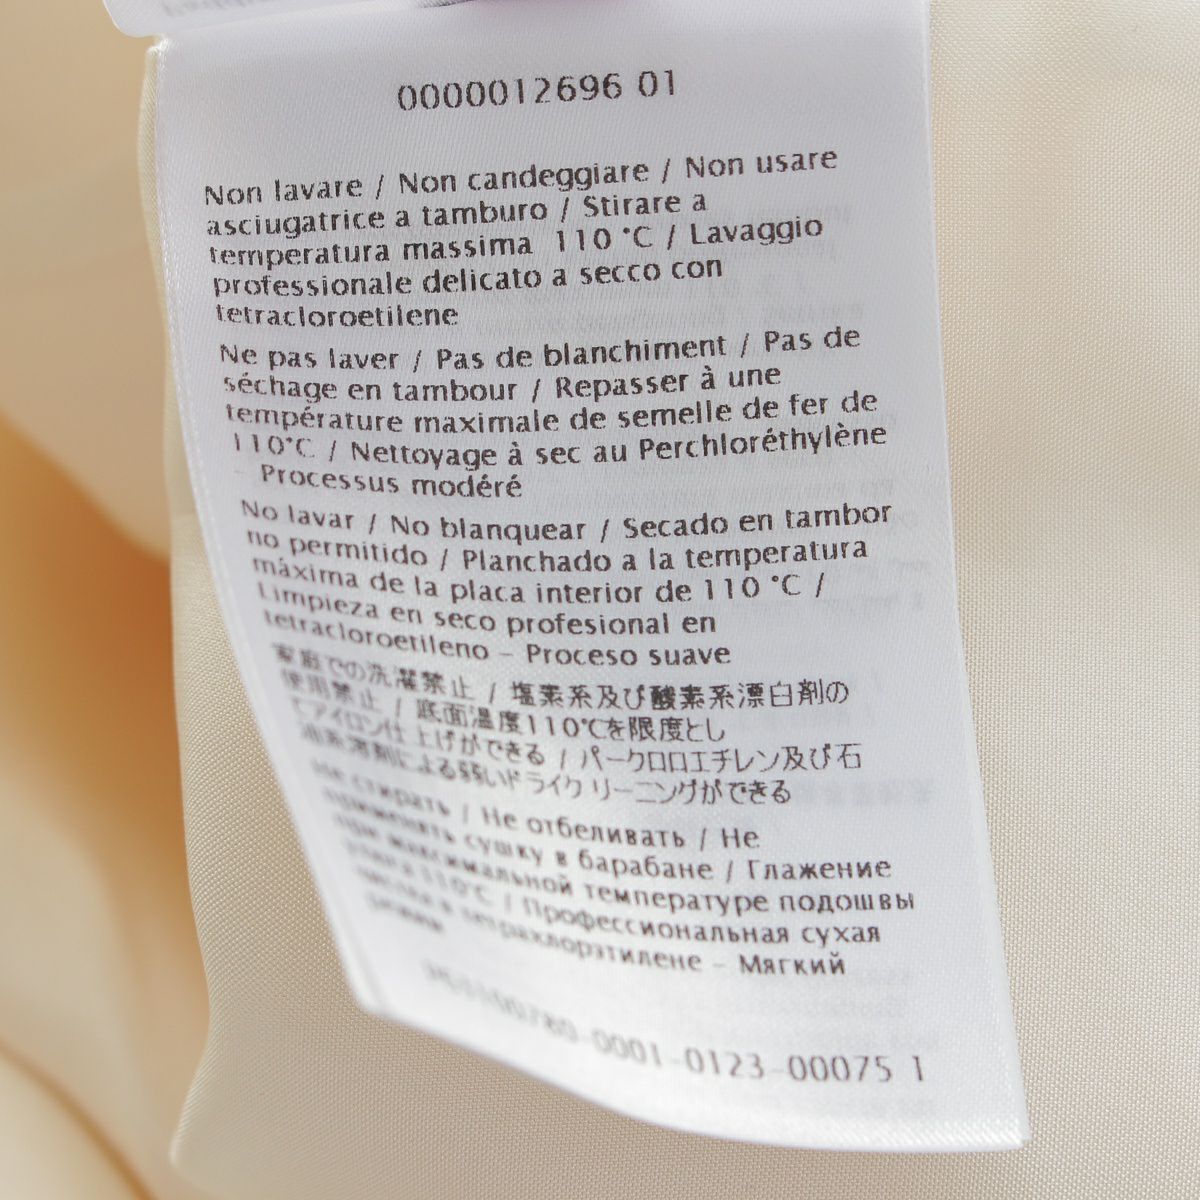 0000012696 01
Non lavare / Non candeggiare / Non usare
asciugatrice a tamburo / Stirare a
temperatura massima 110 °C / Lavaggio
professionale delicato a secco con
tetracloroetilene
Ne pas laver / Pas de blanchiment / Pas de
séchage en tambour / Repasser à une
température maximale de semelle de fer de
110°C / Nettoyage à sec au Perchloréthylène
- Processus modéré
No lavar / No blanquear / Secado en tambor
no permitido / Planchado a la temperatura
máxima de la placa interior de 110 °C /
Limpieza en seco profesional en
tetracloroetileno - Proceso suave
家庭での洗濯禁止 / 塩素系及び酸素系漂白剤の
使用禁止 / 底面温度110℃を限度とし
てアイロン仕上げができる / パークロロエチレン及び石
油系溶剤による弱いドライクリーニングができる
Не стирать / Не отбеливать / Не
применять сушку в барабане / Глажение
при максимальной температуре подошвы
утюга 110°C / Профессиональная сухая
чистка в тетрахлорэтилене - Мягкий
режим
-0001-0123-00075 1